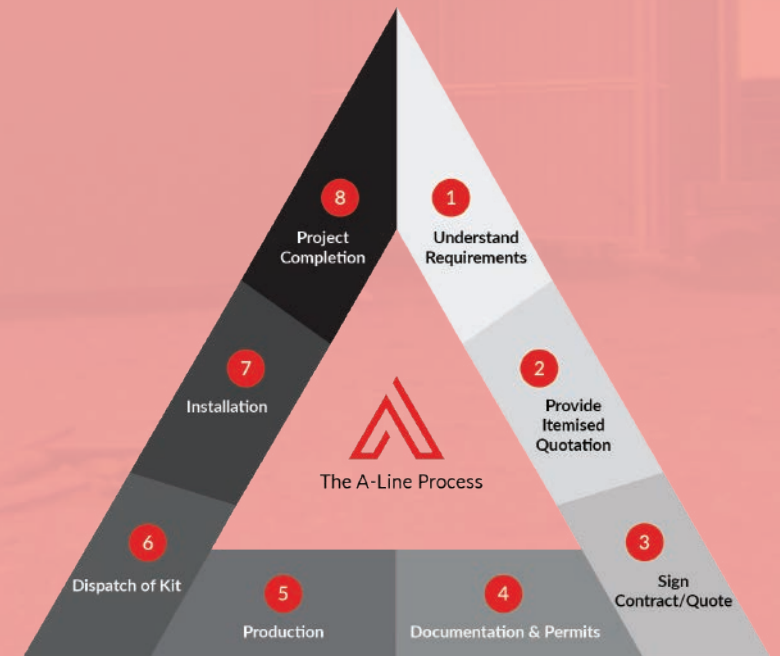 1
Understand
Requirements
2
Provide
Itemised
Quotation
3
Sign
Contract/Quote
4
Documentation & Permits
5
Production
6
Dispatch of Kit
7
Installation
8
Project
Completion
The A-Line Process